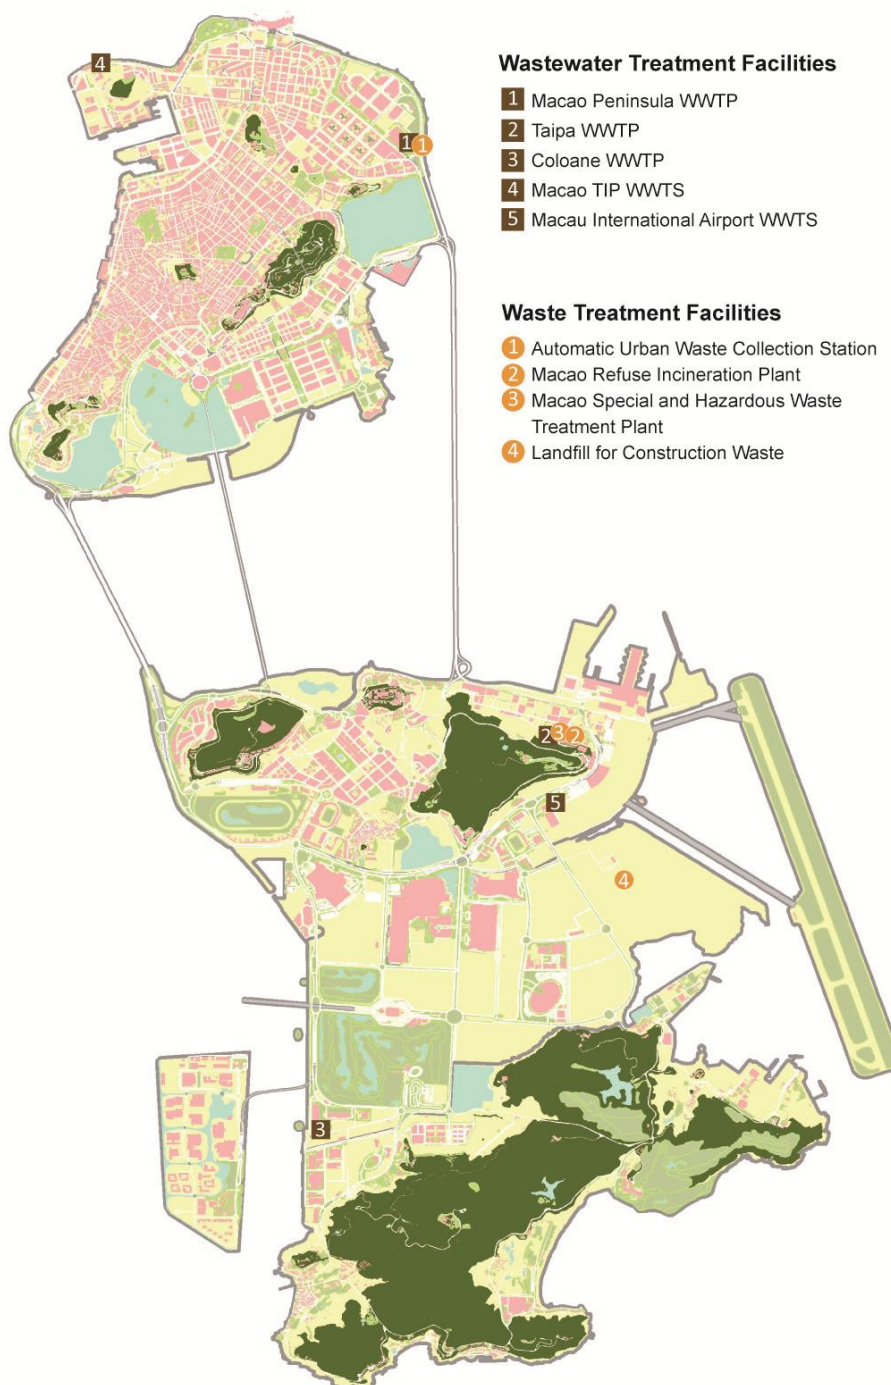 Wastewater Treatment Facilities
1 Macao Peninsula WWTP
2 Taipa WWTP
3 Coloane WWTP
4 Macao TIP WWTS
5 Macau International Airport WWTS
Waste Treatment Facilities
1 Automatic Urban Waste Collection Station
2 Macao Refuse Incineration Plant
3 Macao Special and Hazardous Waste
Treatment Plant
4 Landfill for Construction Waste
4
1 1
2 3 2
5
4
3